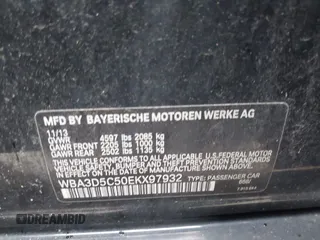 MFD. BY BAYERISCHE MOTOREN WERKE AG
11/13
GVWR 4597 lbs 2085 kg
GAWR FRONT 2205 lbs 1000 kg
GAWR REAR 2502 lbs 1135 kg
THIS VEHICLE CONFORMS TO ALL APPLICABLE U.S. FEDERAL MOTOR
VEHICLE SAFETY, BUMPER AND THEFT PREVENTION STANDARDS
IN EFFECT ON THE DATE OF MANUFACTURE SHOWN ABOVE.
WBA3D5C50EKX97932 TYPE: PASSENGER CAR
DREAMBID